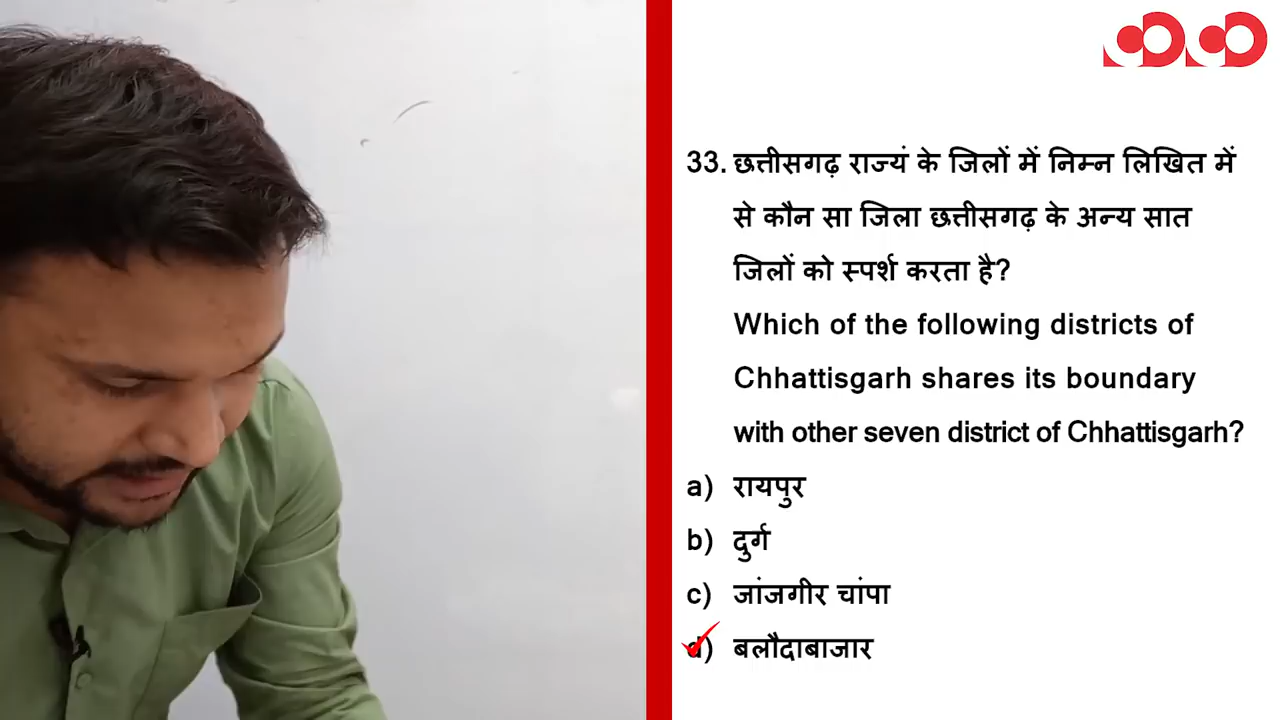 33. छत्तीसगढ़ राज्यं के जिलों में निम्न लिखित में
से कौन सा जिला छत्तीसगढ़ के अन्य सात
जिलों को स्पर्श करता है?
Which of the following districts of
Chhattisgarh shares its boundary
with other seven district of Chhattisgarh?
a) रायपुर
b) दुर्ग
c) जांजगीर चांपा
d) बलौदाबाजार